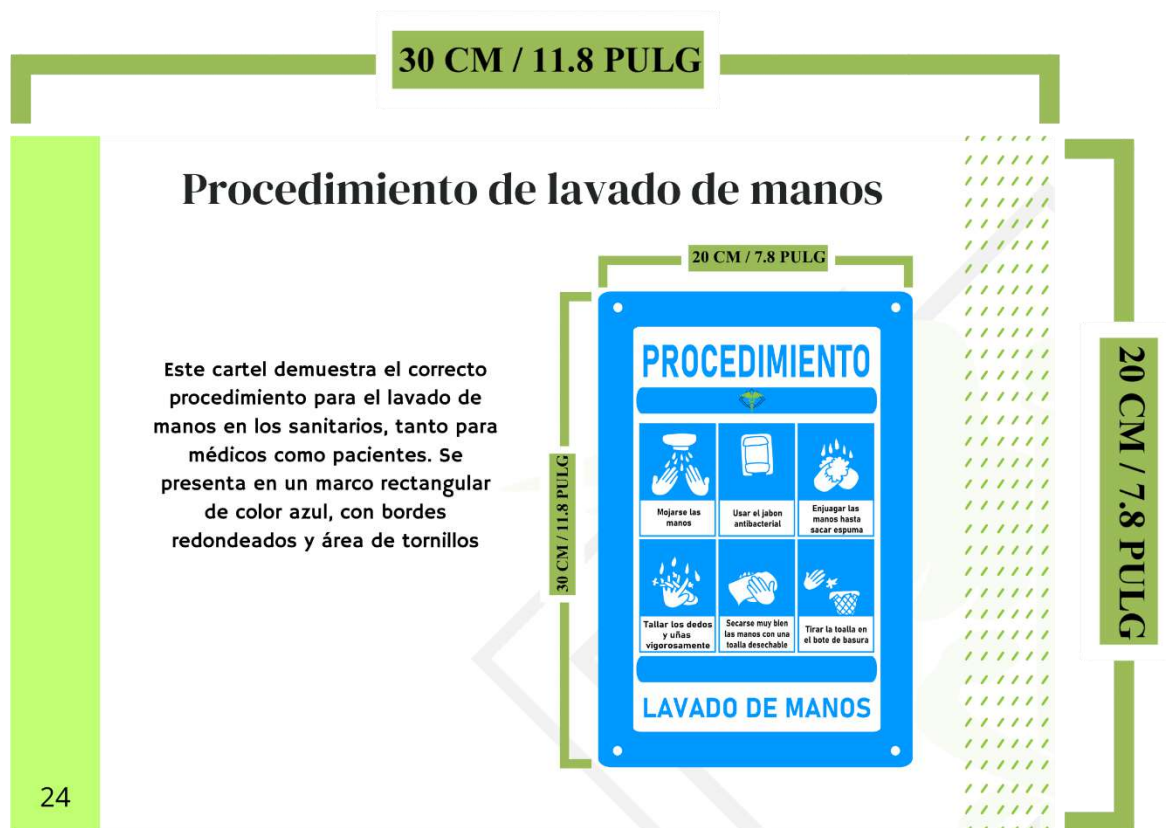 30 CM / 11.8 PULG
Procedimiento de lavado de manos
20 CM / 7.8 PULG
Este cartel demuestra el correcto
procedimiento para el lavado de
manos en los sanitarios, tanto para
médicos como pacientes. Se
presenta en un marco rectangular
de color azul, con bordes
redondeados y área de tornillos
30 CM / 11.8 PULG
PROCEDIMIENTO
Mojarse las
manos
Usar el jabon
antibacterial
Enjuagar las
manos hasta
sacar espuma
Tallar los dedos
y uñas
vigorosamente
Secarse muy bien
las manos con una
toalla desechable
Tirar la toalla en
el bote de basura
LAVADO DE MANOS
20 CM / 7.8 PULG
24